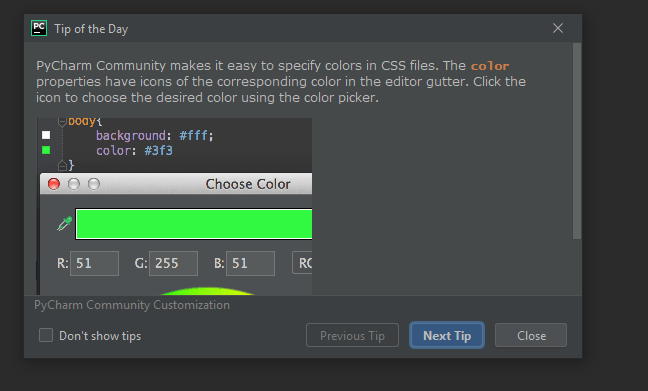 PC
Tip of the Day
PyCharm Community makes it easy to specify colors in CSS files. The color
properties have icons of the corresponding color in the editor gutter. Click the
icon to choose the desired color using the color picker.
body{
background: #fff;
color: #3f3
}
Choose Color
R: 51 G: 255 B: 51 RG
PyCharm Community Customization
Don't show tips Previous Tip Next Tip Close